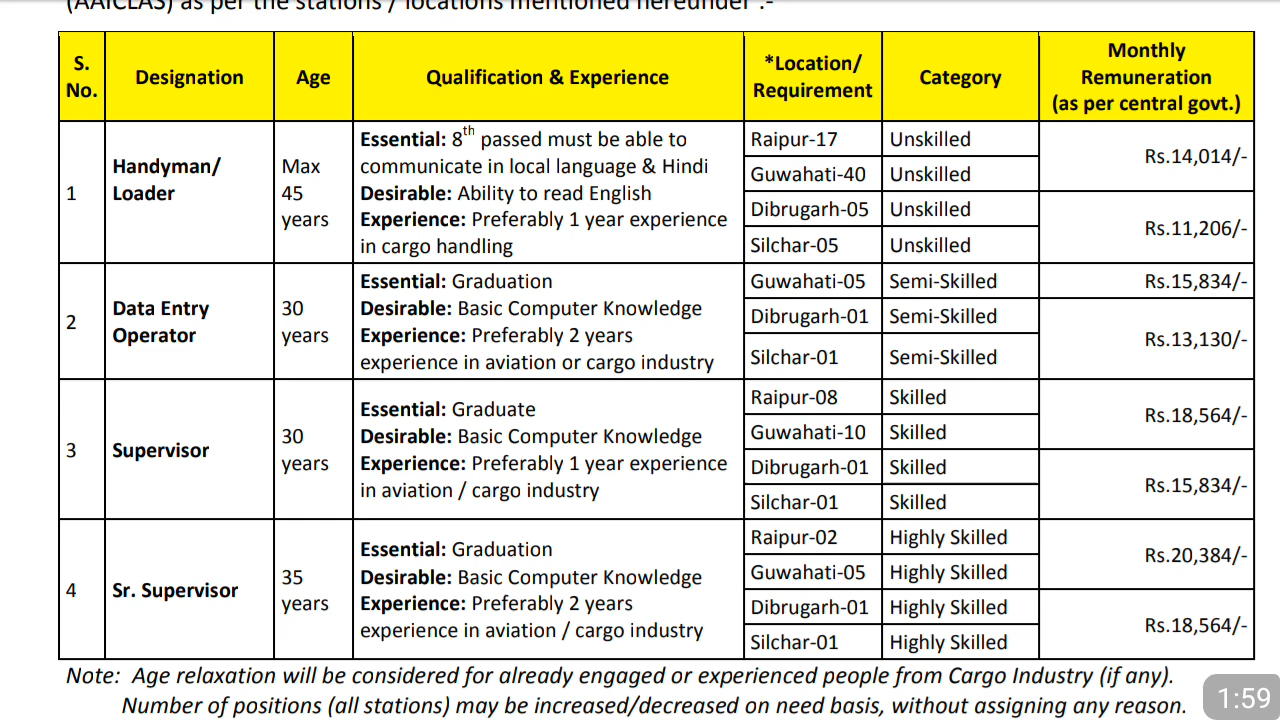 (AAICLAS) as per the stations / locations mentioned hereunder :-
S. No.
Designation
Age
Qualification & Experience
*Location/
Requirement
Category
Monthly
Remuneration
(as per central govt.)
1
Handyman/
Loader
Max
45
years
Essential: 8th passed must be able to
communicate in local language & Hindi
Desirable: Ability to read English
Experience: Preferably 1 year experience
in cargo handling
Raipur-17 Unskilled
Guwahati-40 Unskilled
Rs.14,014/-
Dibrugarh-05 Unskilled
Silchar-05 Unskilled
Rs.11,206/-
2
Data Entry
Operator
30
years
Essential: Graduation
Desirable: Basic Computer Knowledge
Experience: Preferably 2 years
experience in aviation or cargo industry
Guwahati-05 Semi-Skilled Rs.15,834/-
Dibrugarh-01 Semi-Skilled
Silchar-01 Semi-Skilled
Rs.13,130/-
3
Supervisor
30
years
Essential: Graduate
Desirable: Basic Computer Knowledge
Experience: Preferably 1 year experience
in aviation / cargo industry
Raipur-08 Skilled
Guwahati-10 Skilled
Rs.18,564/-
Dibrugarh-01 Skilled
Silchar-01 Skilled
Rs.15,834/-
4
Sr. Supervisor
35
years
Essential: Graduation
Desirable: Basic Computer Knowledge
Experience: Preferably 2 years
experience in aviation / cargo industry
Raipur-02 Highly Skilled
Guwahati-05 Highly Skilled
Rs.20,384/-
Dibrugarh-01 Highly Skilled
Silchar-01 Highly Skilled
Rs.18,564/-
Note: Age relaxation will be considered for already engaged or experienced people from Cargo Industry (if any).
Number of positions (all stations) may be increased/decreased on need basis, without assigning any reason.
1:59